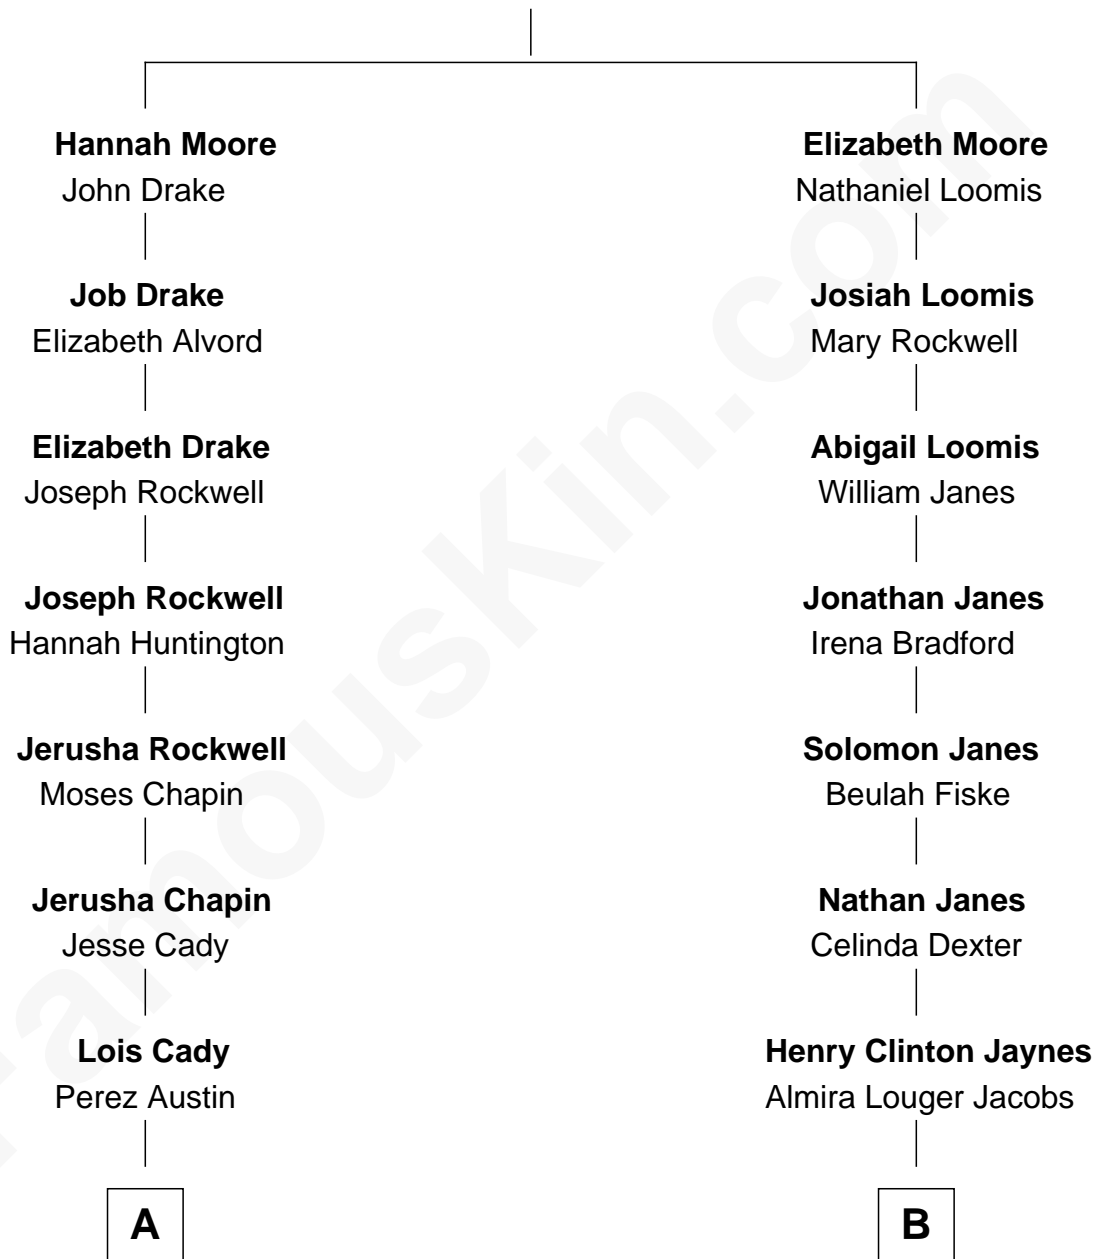 Hannah Moore
John Drake
Job Drake
Elizabeth Alvord
Elizabeth Drake
Joseph Rockwell
Joseph Rockwell
Hannah Huntington
Jerusha Rockwell
Moses Chapin
Jerusha Chapin
Jesse Cady
Lois Cady
Perez Austin
A
Elizabeth Moore
Nathaniel Loomis
Josiah Loomis
Mary Rockwell
Abigail Loomis
William Janes
Jonathan Janes
Irena Bradford
Solomon Janes
Beulah Fiske
Nathan Janes
Celinda Dexter
Henry Clinton Jaynes
Almira Louger Jacobs
B
FamousKin.com